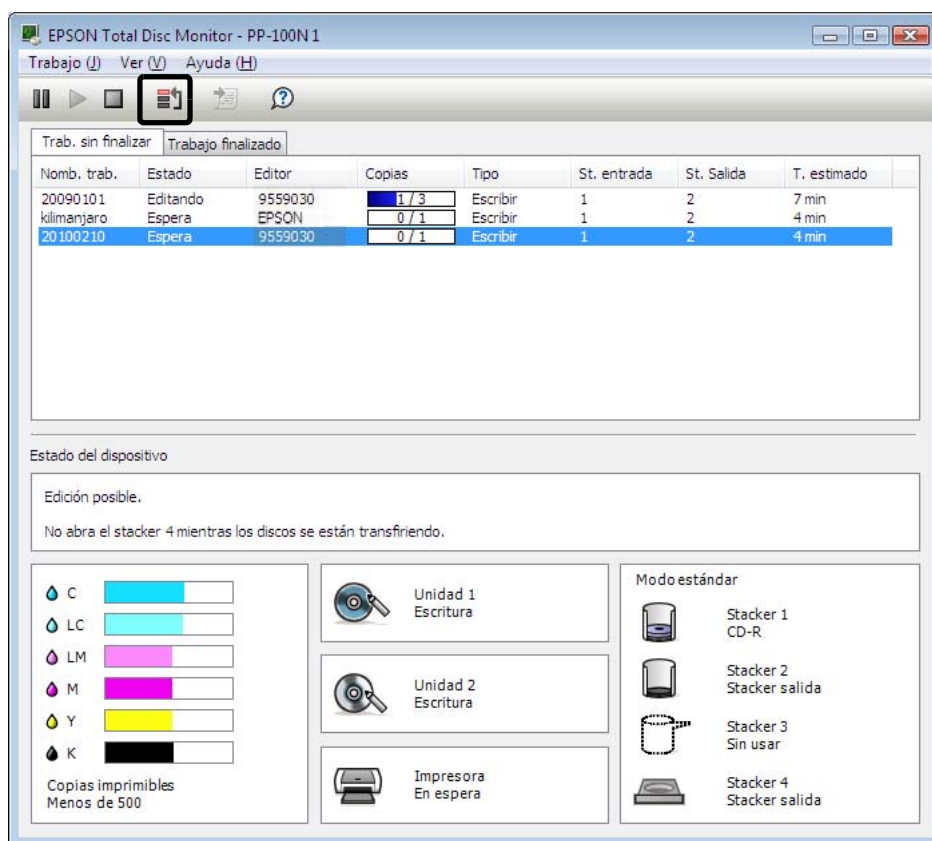 EPSON Total Disc Monitor - PP-100N 1
Trabajo (J) Ver (V) Ayuda (H)
Trab. sin finalizar Trabajo finalizado
Nomb. trab. Estado Editor Copias Tipo St. entrada St. Salida T. estimado
20090101 Editando 9559030 1 / 3 Escribir 1 2 7 min
kilimanjaro Espera EPSON 0 / 1 Escribir 1 2 4 min
20100210 Espera 9559030 0 / 1 Escribir 1 2 4 min
Estado del dispositivo
Edición posible.
No abra el stacker 4 mientras los discos se están transfiriendo.
C
LC
LM
M
Y
K
Copias imprimibles
Menos de 500
Unidad 1
Escritura
Unidad 2
Escritura
Impresora
En espera
Modo estándar
Stacker 1
CD-R
Stacker 2
Stacker salida
Stacker 3
Sin usar
Stacker 4
Stacker salida